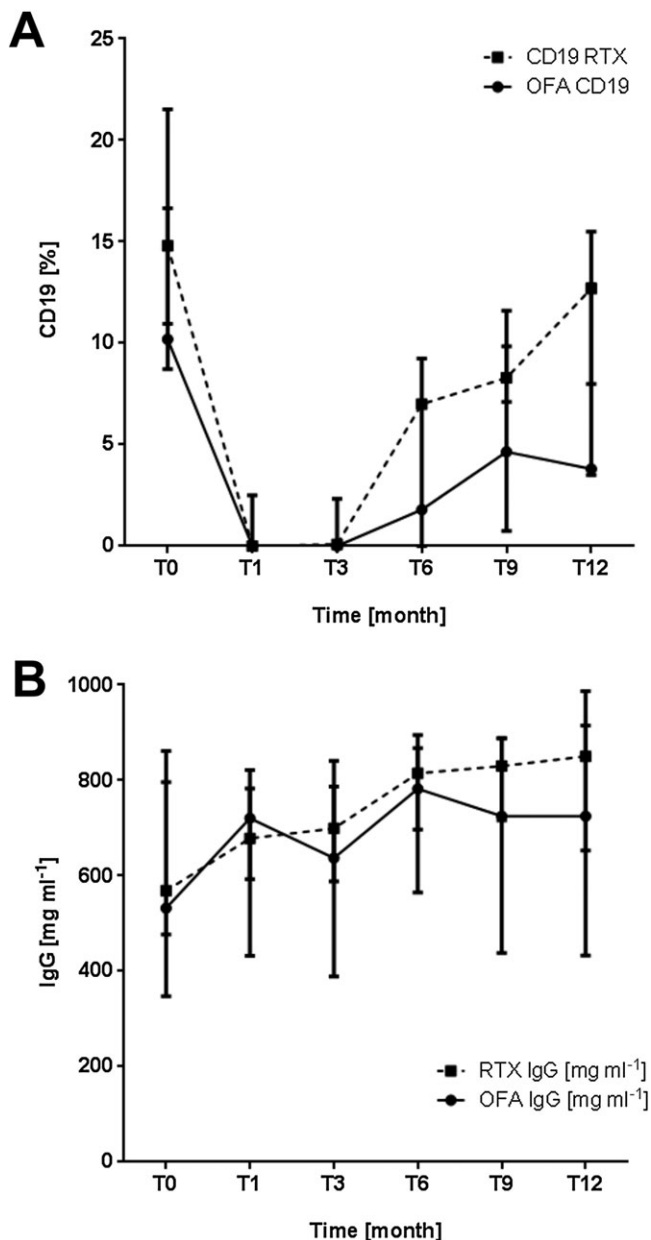 A
25
20
15
10
5
0
CD19 [%]
CD19 RTX
OFA CD19
T0 T1 T3 T6 T9 T12
Time [month]
B
1000
800
600
400
200
0
IgG [mg ml⁻¹]
RTX IgG [mg ml⁻¹]
OFA IgG [mg ml⁻¹]
T0 T1 T3 T6 T9 T12
Time [month]